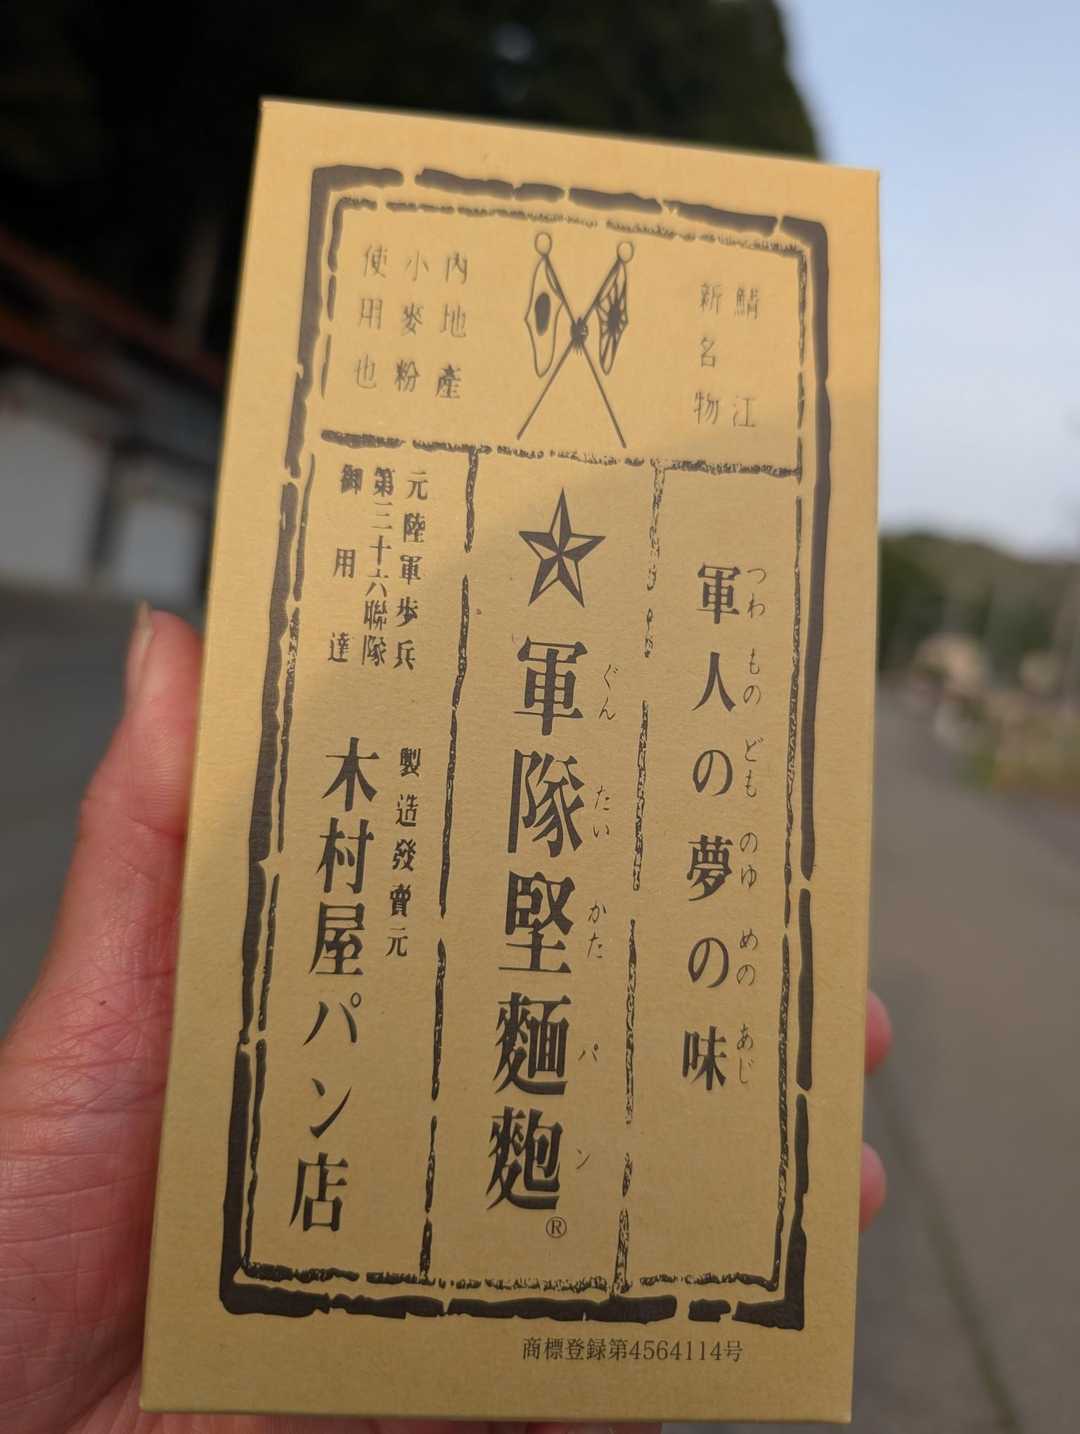 鯖江
新名物
内地産
小麥粉
使用也
軍人の夢の味
つわ もの ども のゆ めの あじ
軍隊堅麵麭®
ぐん たい かた パ ン
元陸軍歩兵
第三十六聯隊
御用達
製造發賣元
木村屋パン店
商標登録第4564114号